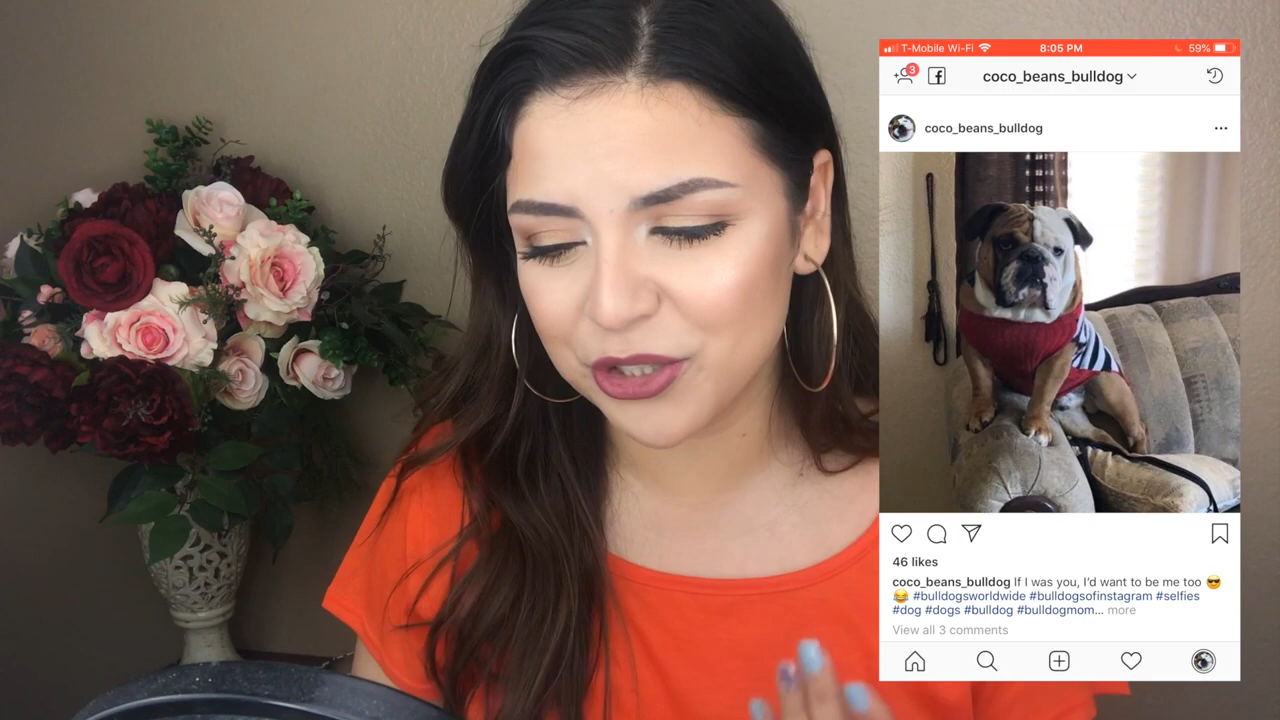 T-Mobile Wi-Fi 8:05 PM 59%
3 coco_beans_bulldog
coco_beans_bulldog
46 likes
coco_beans_bulldog If I was you, I'd want to be me too 😎
😂 #bulldogsworldwide #bulldogsofinstagram #selfies
#dog #dogs #bulldog #bulldogmom... more
View all 3 comments